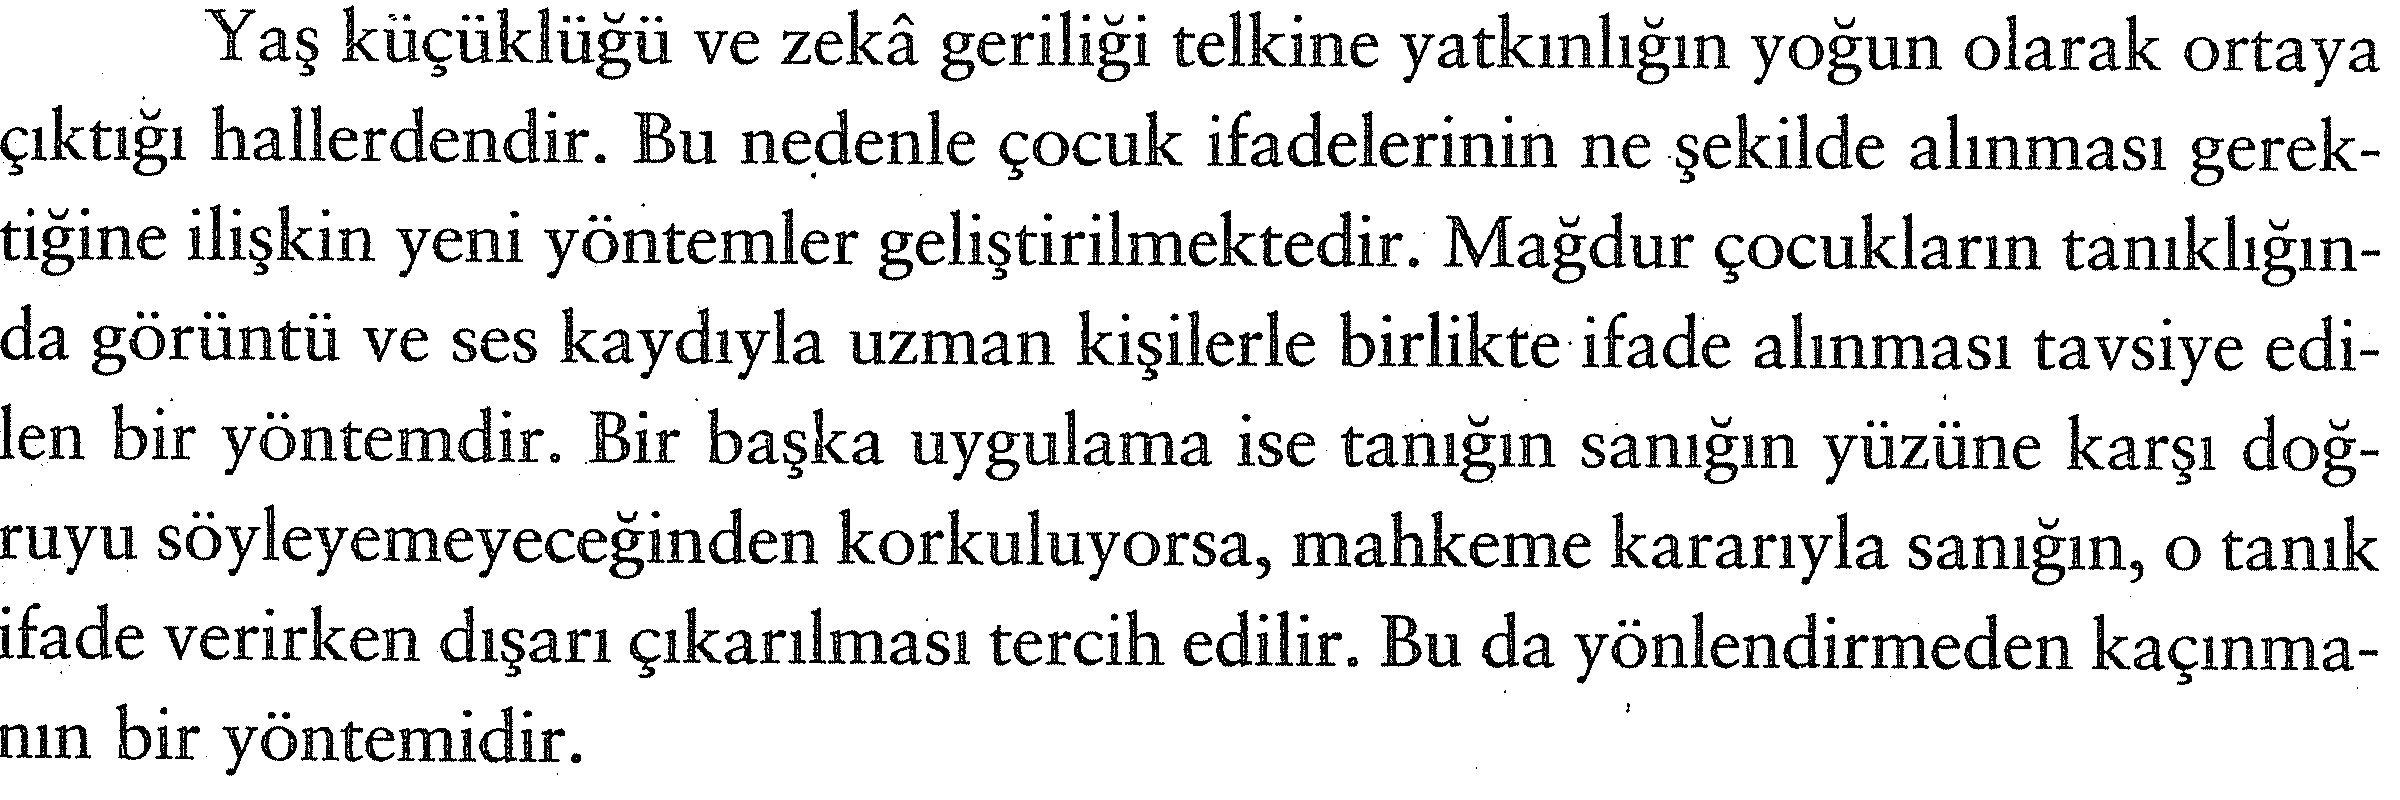 Yaş küçüklüğü ve zekâ geriliği telkine yatkınlığın yoğun olarak ortaya
çıktığı hallerdendir. Bu nedenle çocuk ifadelerinin ne şekilde alınması gerek-
tiğine ilişkin yeni yöntemler geliştirilmektedir. Mağdur çocukların tanıklığın-
da görüntü ve ses kaydıyla uzman kişilerle birlikte ifade alınması tavsiye edi-
len bir yöntemdir. Bir başka uygulama ise tanığın sanığın yüzüne karşı doğ-
ruyu söyleyemeyeceğinden korkuluyorsa, mahkeme kararıyla sanığın, o tanık
ifade verirken dışarı çıkarılması tercih edilir. Bu da yönlendirmeden kaçınma-
nın bir yöntemidir.